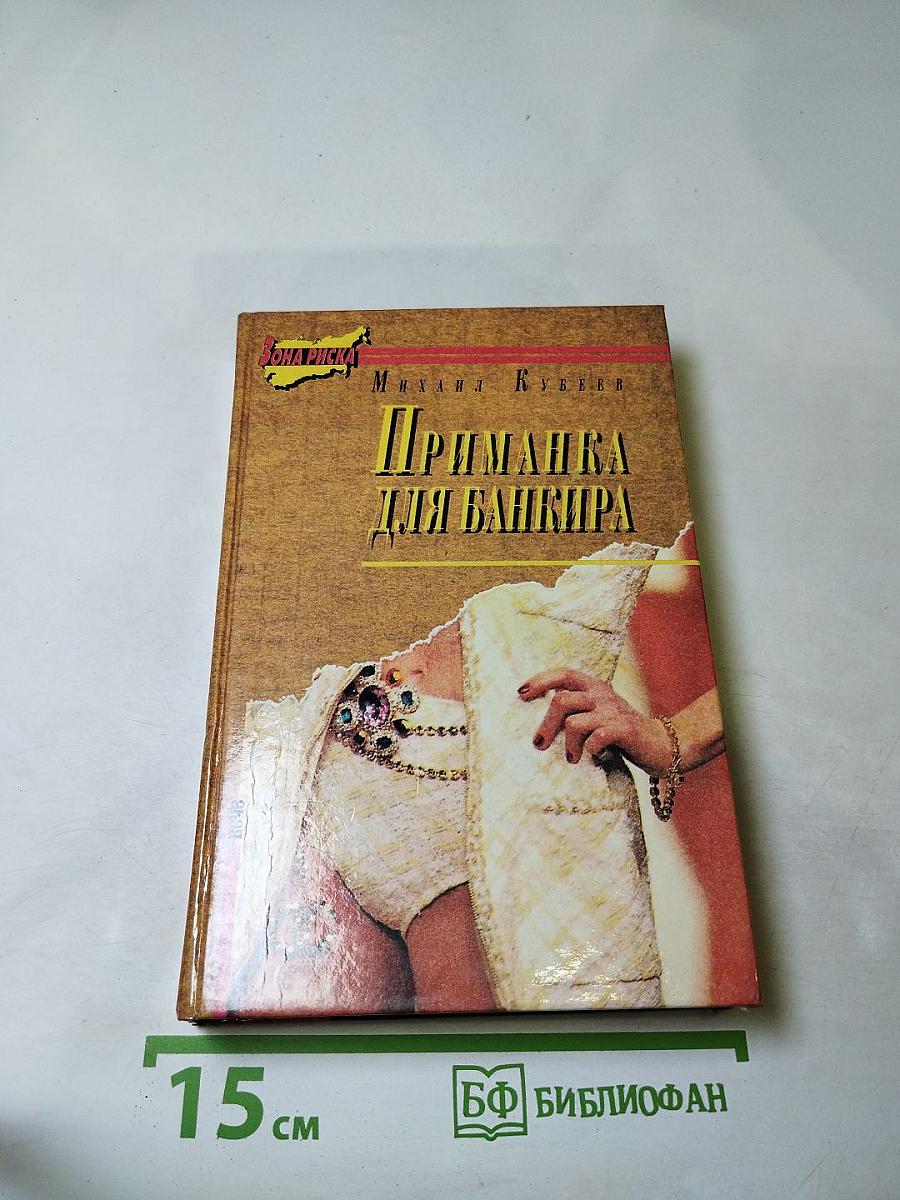 Зона риска
Михаил Кубеев
Приманка
для банкира
15 см
БФ БИБЛИОФАН